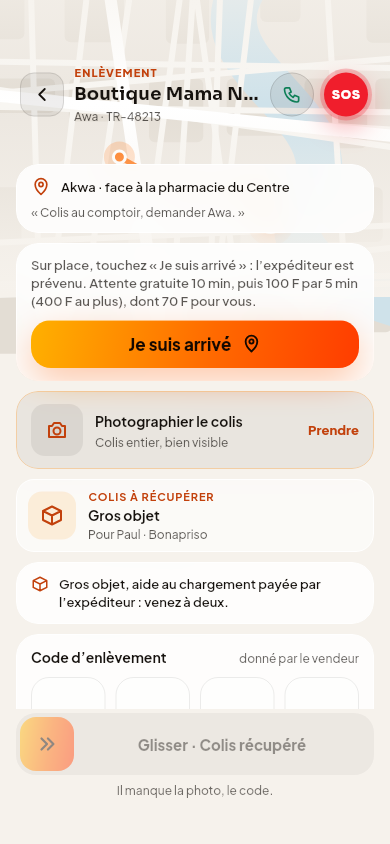 ENLÈVEMENT
Boutique Mama N...
Awa · TR-48213
SOS
Akwa · face à la pharmacie du Centre
« Colis au comptoir, demander Awa. »
Sur place, touchez « Je suis arrivé » : l’expéditeur est
prévenu. Attente gratuite 10 min, puis 100 F par 5 min
(400 F au plus), dont 70 F pour vous.
Je suis arrivé
Photographier le colis
Colis entier, bien visible
Prendre
COLIS À RÉCUPÉRER
Gros objet
Pour Paul · Bonapriso
Gros objet, aide au chargement payée par
l’expéditeur : venez à deux.
Code d’enlèvement
donné par le vendeur
Glisser · Colis récupéré
Il manque la photo, le code.